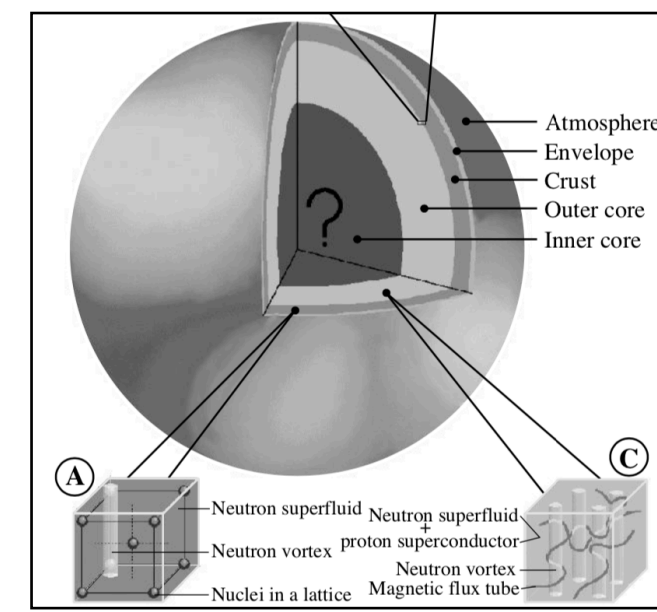 Atmosphere
Envelope
Crust
Outer core
Inner core
?
A
Neutron superfluid
Neutron vortex
Nuclei in a lattice
C
Neutron superfluid
+
proton superconductor
Neutron vortex
Magnetic flux tube